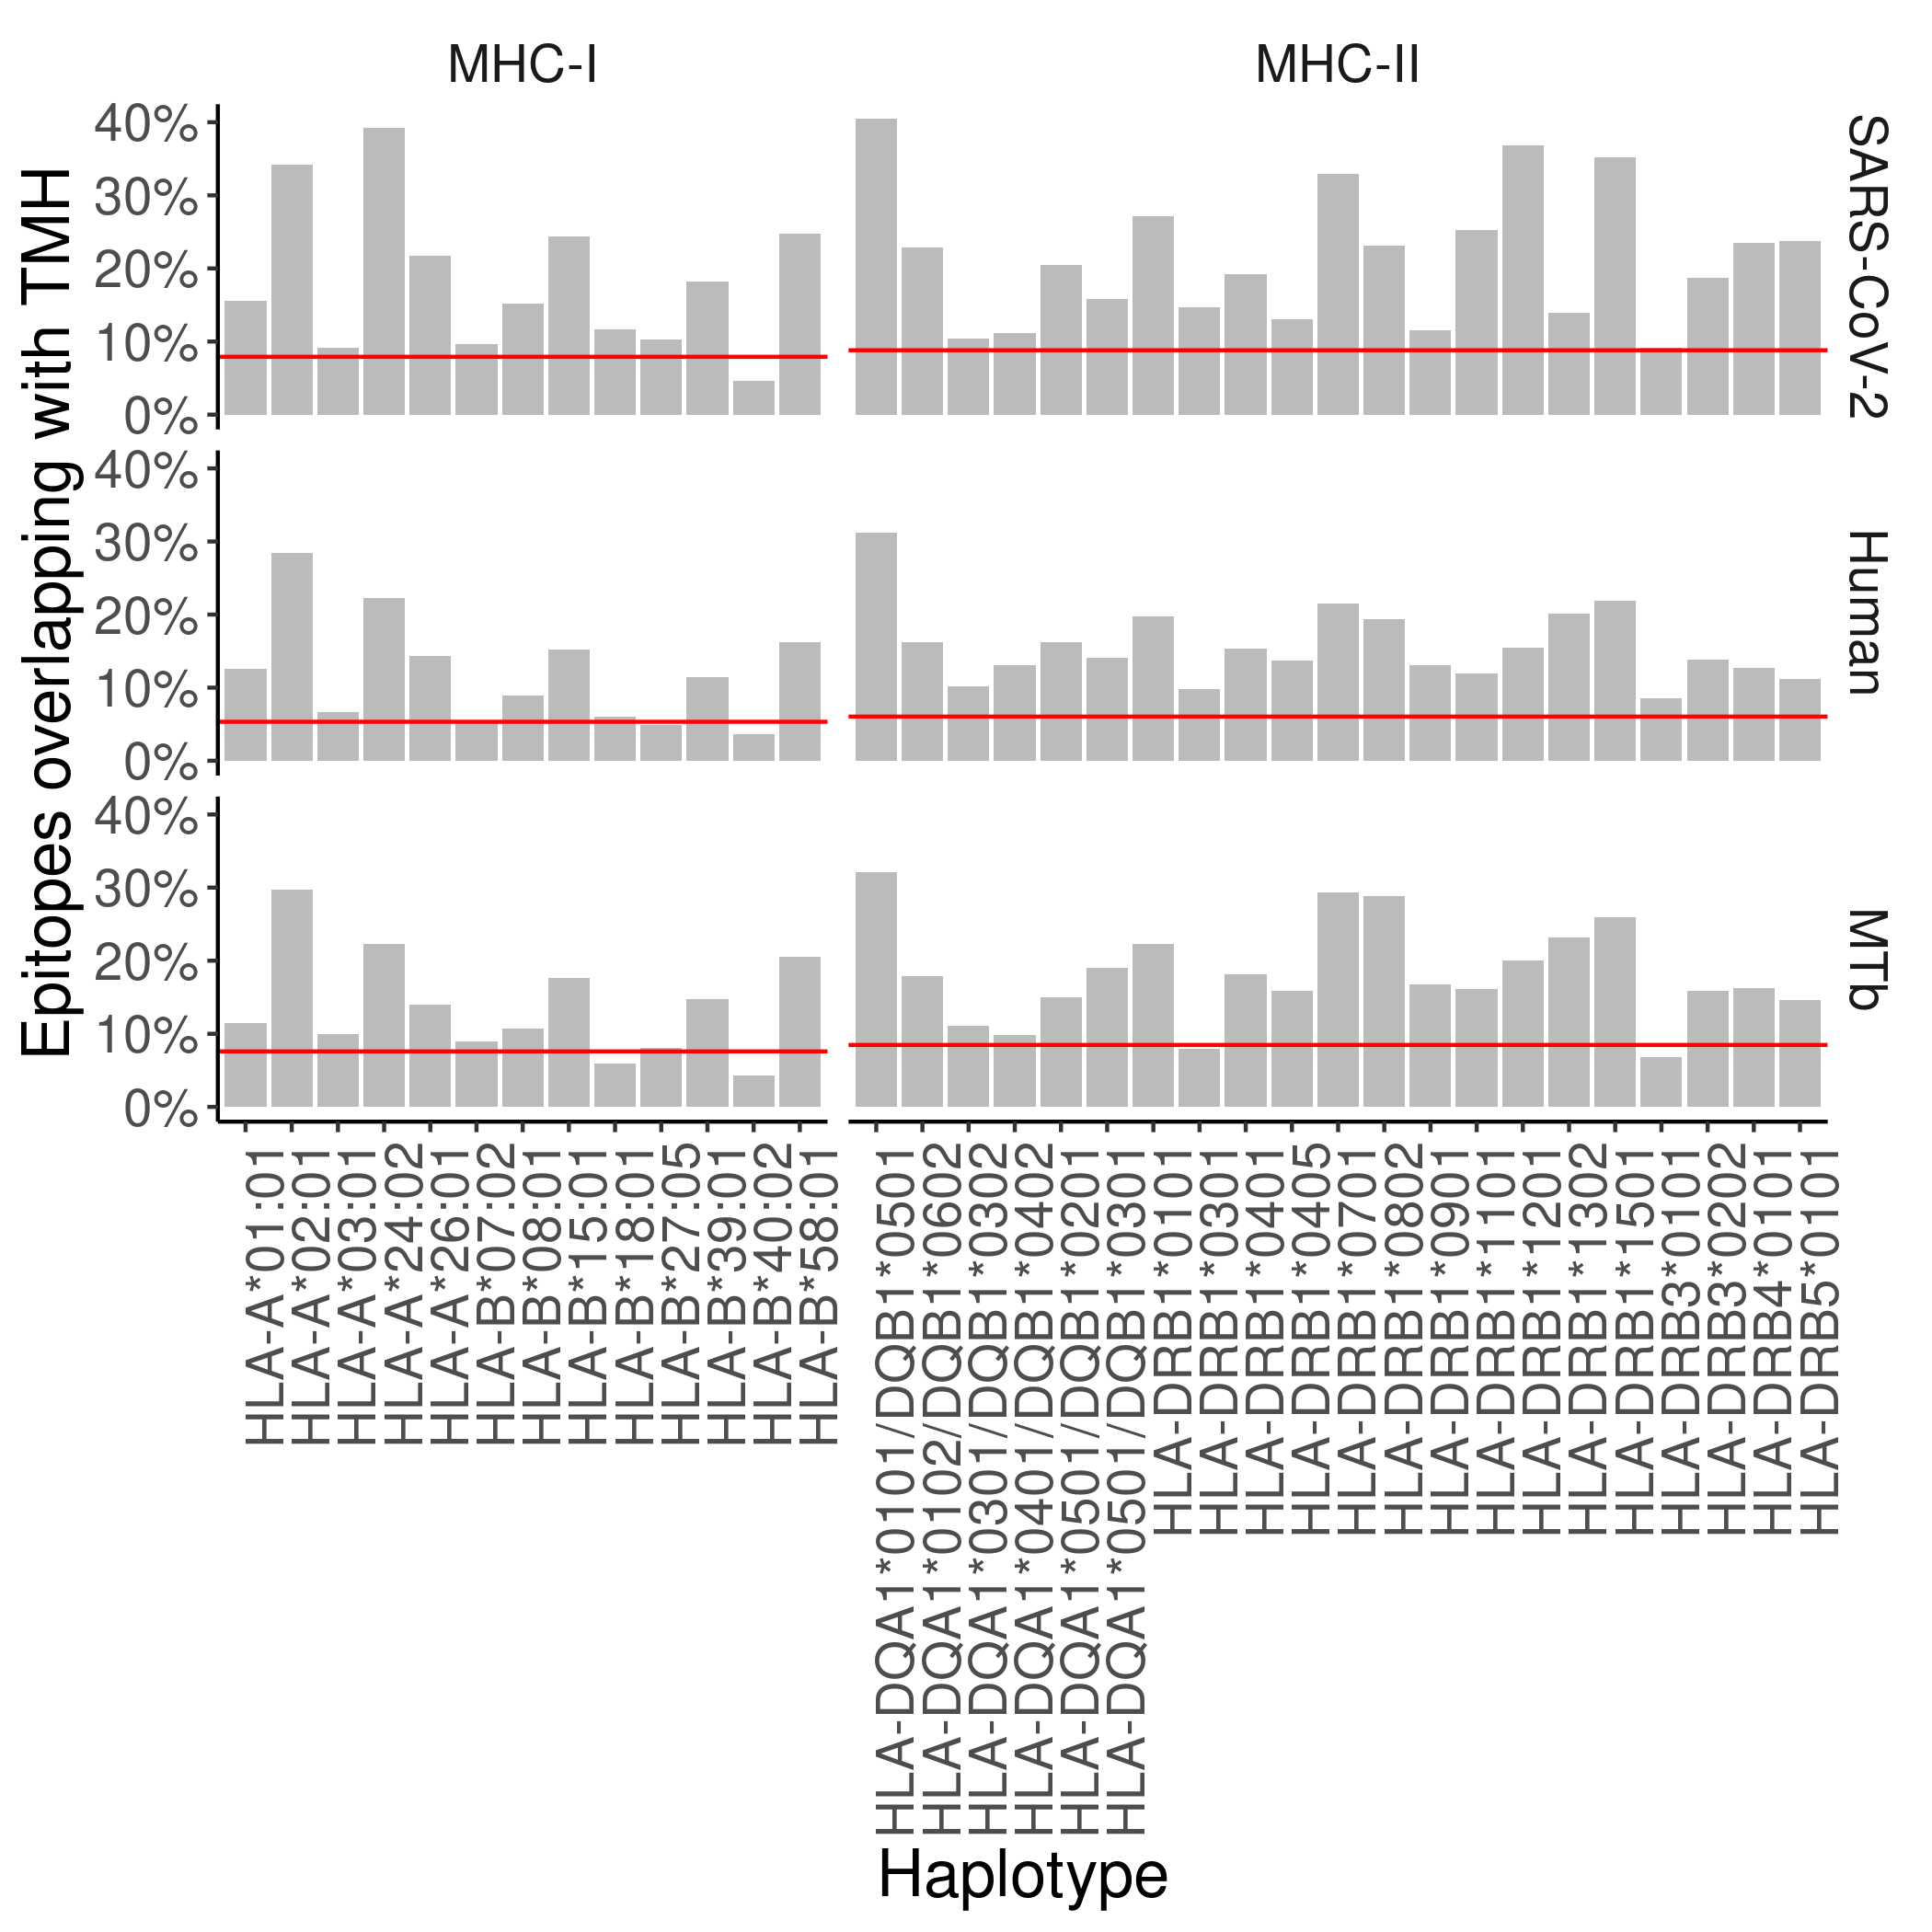 MHC-I
MHC-II
Epitopes overlapping with TMH
40%
30%
20%
10%
0%
SARS-CoV-2
40%
30%
20%
10%
0%
Human
40%
30%
20%
10%
0%
MTb
HLA-A*01:01
HLA-A*02:01
HLA-A*03:01
HLA-A*24:02
HLA-A*26:01
HLA-B*07:02
HLA-B*08:01
HLA-B*15:01
HLA-B*18:01
HLA-B*27:05
HLA-B*39:01
HLA-B*40:02
HLA-B*58:01
HLA-DQA1*0101/DQB1*0501
HLA-DQA1*0102/DQB1*0602
HLA-DQA1*0301/DQB1*0302
HLA-DQA1*0401/DQB1*0402
HLA-DQA1*0501/DQB1*0201
HLA-DQA1*0501/DQB1*0301
HLA-DRB1*0101
HLA-DRB1*0301
HLA-DRB1*0401
HLA-DRB1*0405
HLA-DRB1*0701
HLA-DRB1*0802
HLA-DRB1*0901
HLA-DRB1*1101
HLA-DRB1*1201
HLA-DRB1*1302
HLA-DRB1*1501
HLA-DRB3*0101
HLA-DRB3*0202
HLA-DRB4*0101
HLA-DRB5*0101
Haplotype